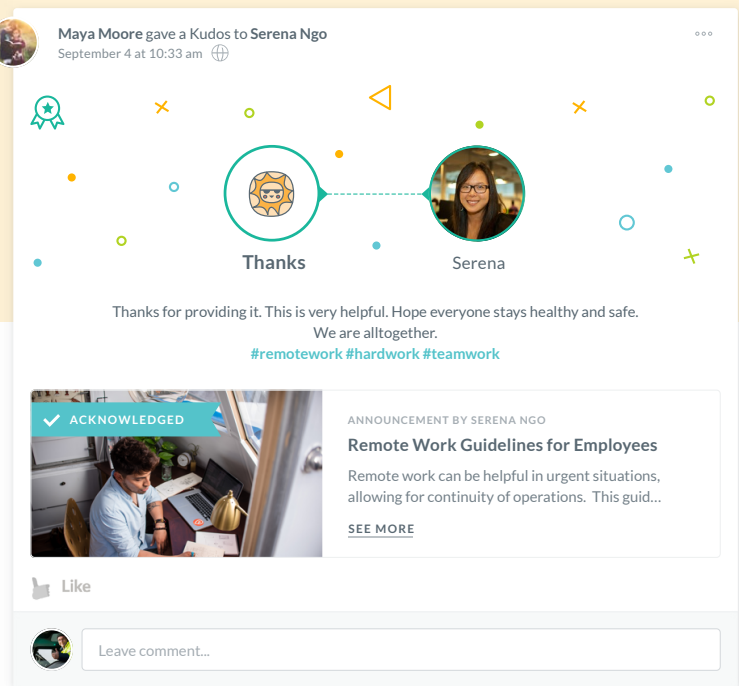 Maya Moore gave a Kudos to Serena Ngo
September 4 at 10:33 am
Thanks
Serena
Thanks for providing it. This is very helpful. Hope everyone stays healthy and safe.
We are alltogether.
#remotework #hardwork #teamwork
ACKNOWLEDGED
ANNOUNCEMENT BY SERENA NGO
Remote Work Guidelines for Employees
Remote work can be helpful in urgent situations,
allowing for continuity of operations. This guid...
SEE MORE
Like
Leave comment...